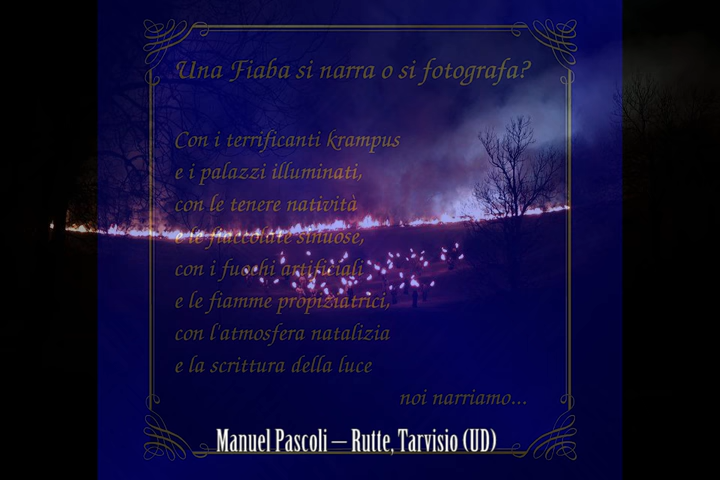 Una Fiaba si narra o si fotografa?
Con i terrificanti krampus
e i palazzi illuminati,
con le tenere natività
e le fiaccolate sinuose,
con i fuochi artificiali
e le fiamme propiziatrici,
con l'atmosfera natalizia
e la scrittura della luce
noi narriamo...
Manuel Pascoli – Rutte, Tarvisio (UD)